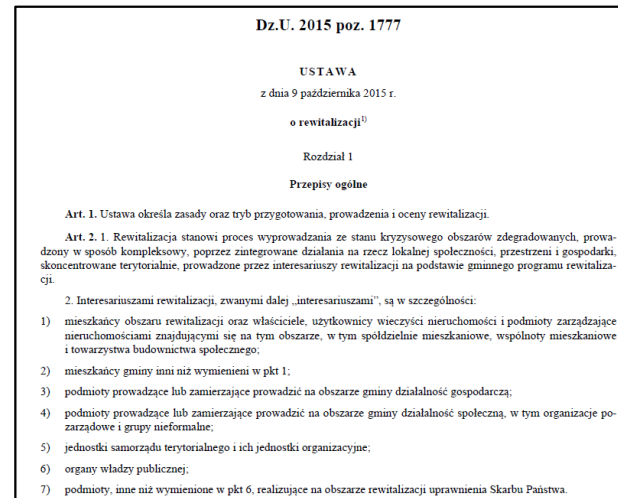 Dz.U. 2015 poz. 1777
USTAWA
z dnia 9 października 2015 r.
o rewitalizacji1)
Rozdział 1
Przepisy ogólne
Art. 1. Ustawa określa zasady oraz tryb przygotowania, prowadzenia i oceny rewitalizacji.
Art. 2. 1. Rewitalizacja stanowi proces wyprowadzania ze stanu kryzysowego obszarów zdegradowanych, prowa-
dzony w sposób kompleksowy, poprzez zintegrowane działania na rzecz lokalnej społeczności, przestrzeni i gospodarki,
skoncentrowane terytorialnie, prowadzone przez interesariuszy rewitalizacji na podstawie gminnego programu rewitaliza-
cji.
2. Interesariuszami rewitalizacji, zwanymi dalej „interesariuszami”, są w szczególności:
1) mieszkańcy obszaru rewitalizacji oraz właściciele, użytkownicy wieczyści nieruchomości i podmioty zarządzające
nieruchomościami znajdującymi się na tym obszarze, w tym spółdzielnie mieszkaniowe, wspólnoty mieszkaniowe
i towarzystwa budownictwa społecznego;
2) mieszkańcy gminy inni niż wymienieni w pkt 1;
3) podmioty prowadzące lub zamierzające prowadzić na obszarze gminy działalność gospodarczą;
4) podmioty prowadzące lub zamierzające prowadzić na obszarze gminy działalność społeczną, w tym organizacje po-
zarządowe i grupy nieformalne;
5) jednostki samorządu terytorialnego i ich jednostki organizacyjne;
6) organy władzy publicznej;
7) podmioty, inne niż wymienione w pkt 6, realizujące na obszarze rewitalizacji uprawnienia Skarbu Państwa.